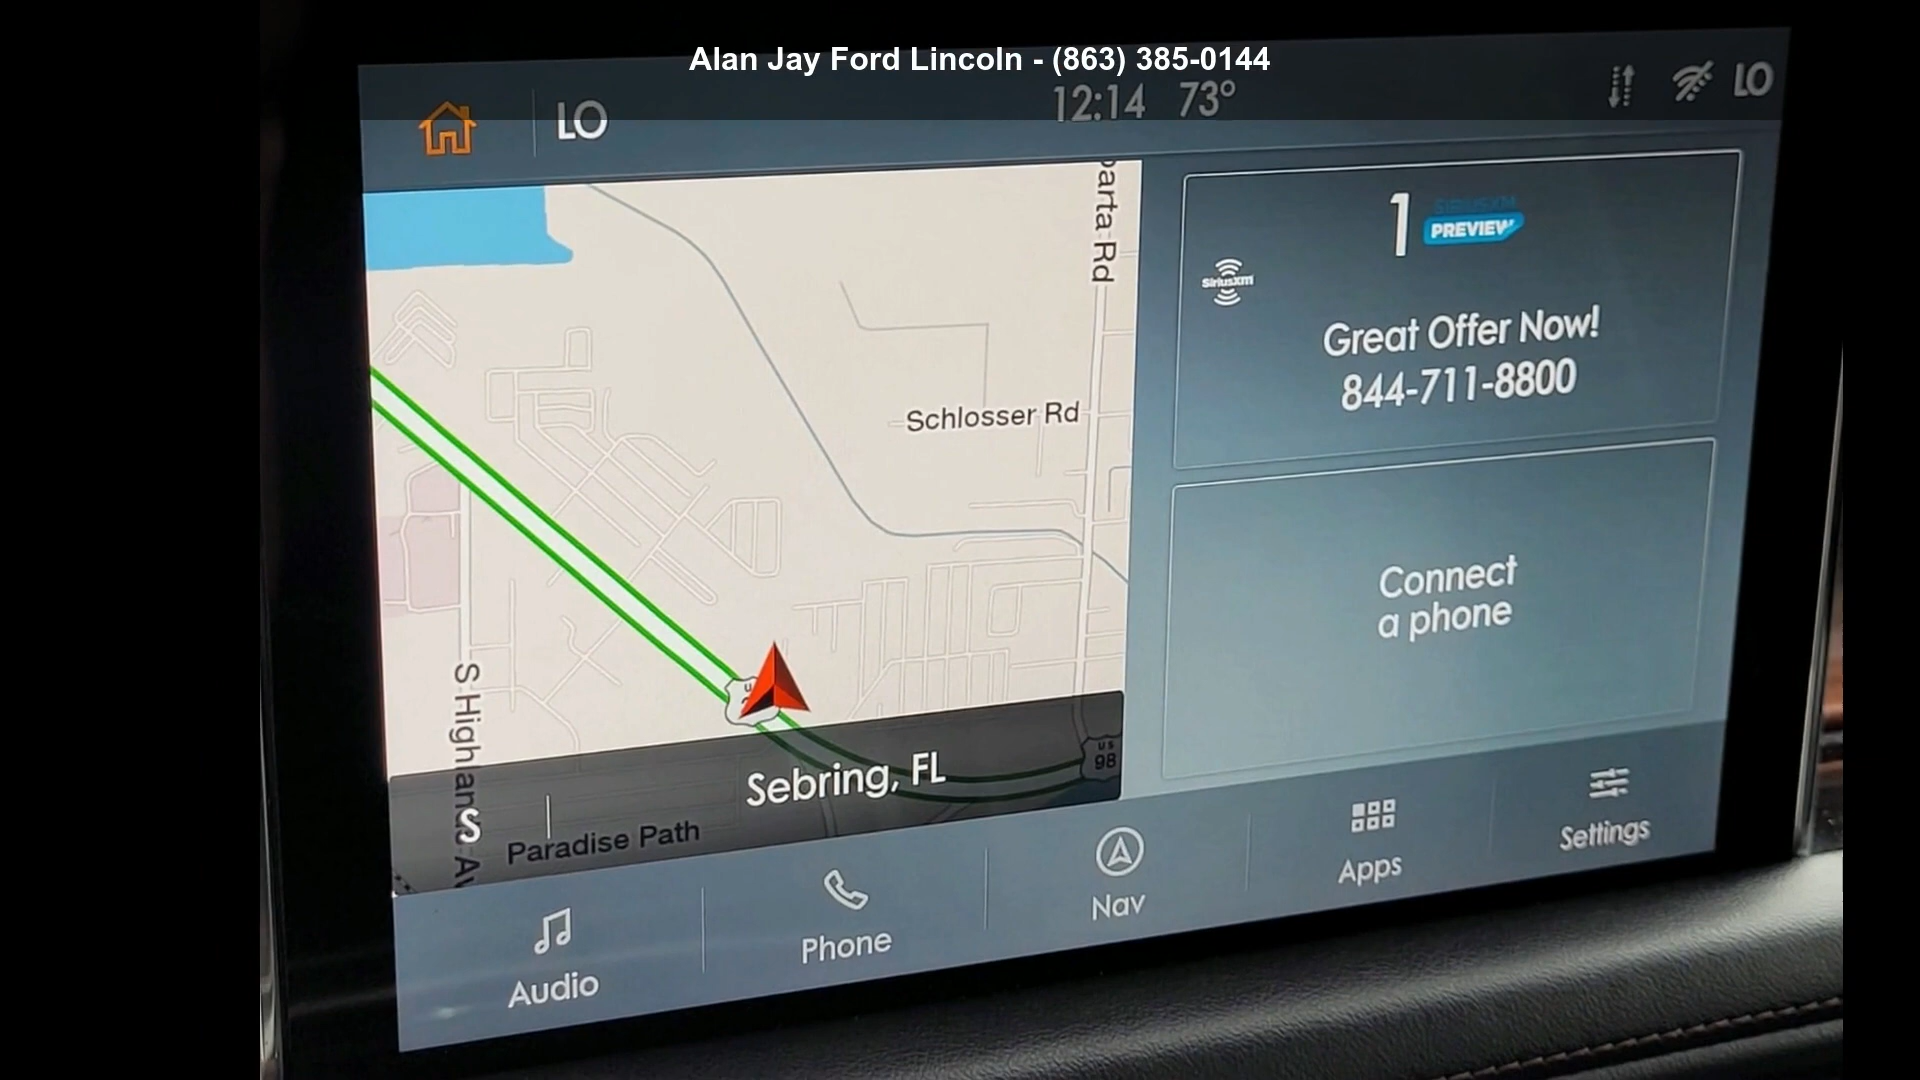 Alan Jay Ford Lincoln - (863) 385-0144
LO
12:14 73°
LO
parta Rd
1
SIRIUSXM
PREVIEW
SiriusXM
Great Offer Now!
844-711-8800
Schlosser Rd
Connect
a phone
S Highlands Av
US
98
Sebring, FL
S
Paradise Path
Audio
Phone
Nav
Apps
Settings